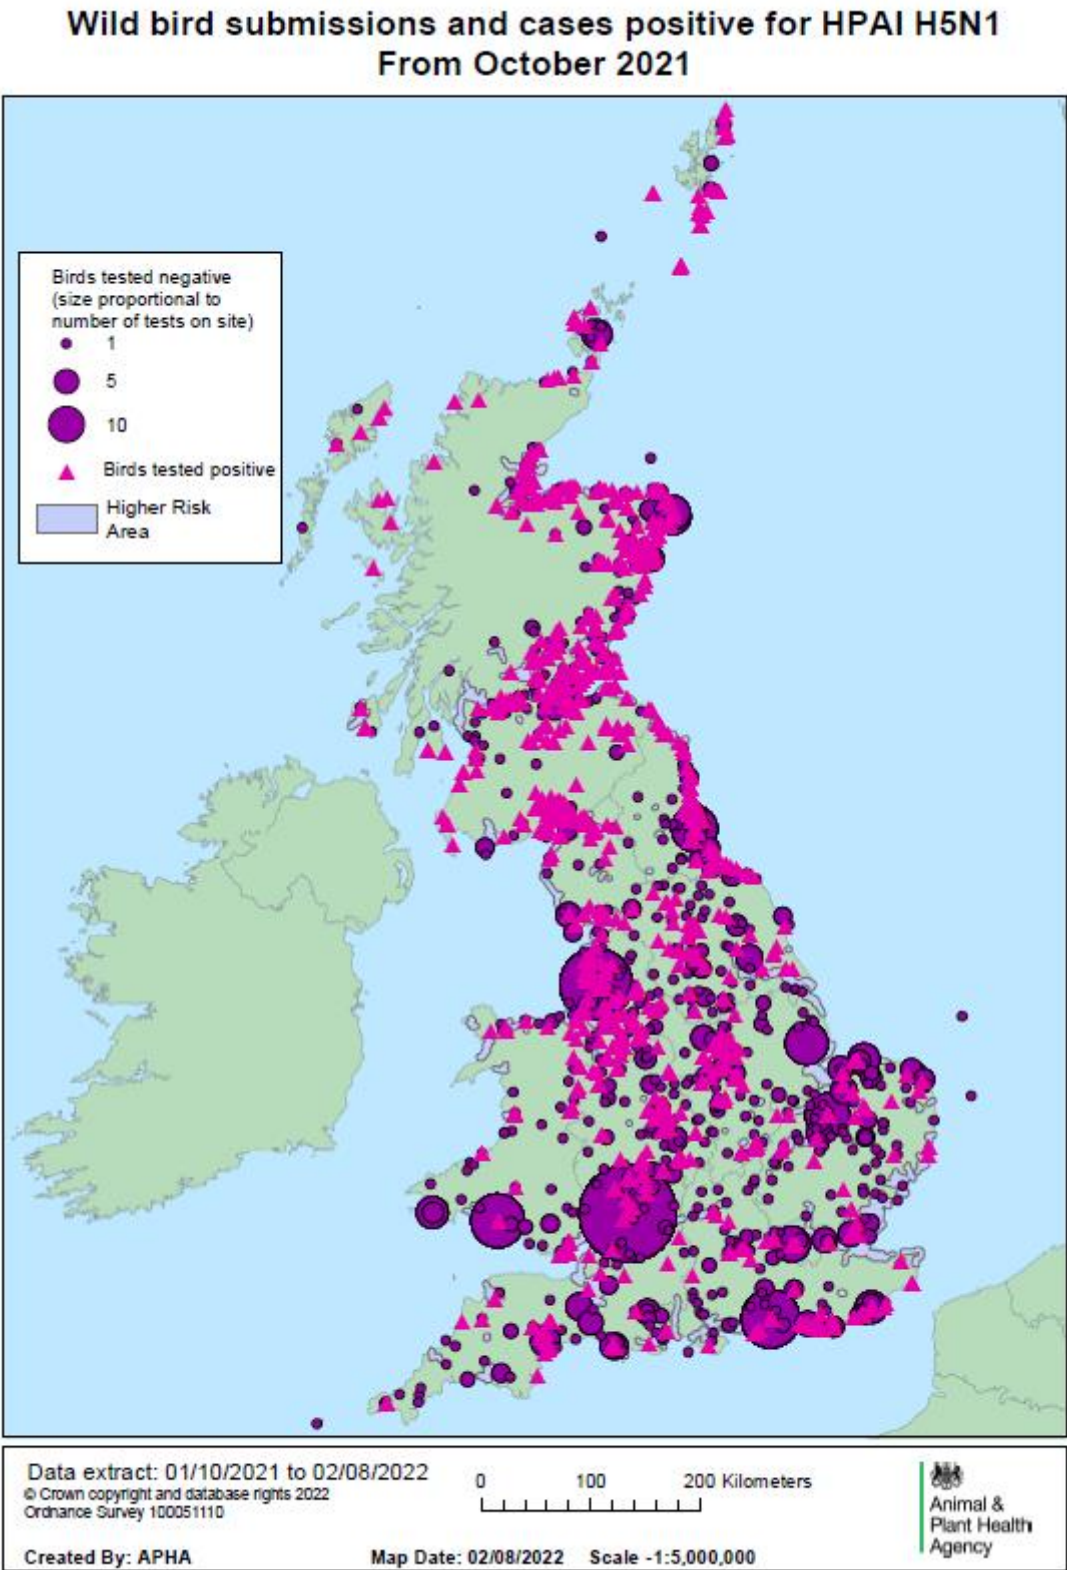 Wild bird submissions and cases positive for HPAI H5N1
From October 2021
Birds tested negative
(size proportional to
number of tests on site)
1
5
10
Birds tested positive
Higher Risk
Area
Data extract: 01/10/2021 to 02/08/2022
© Crown copyright and database rights 2022
Ordnance Survey 100051110
Created By: APHA
0 100 200 Kilometers
Map Date: 02/08/2022 Scale -1:5,000,000
Animal &
Plant Health
Agency